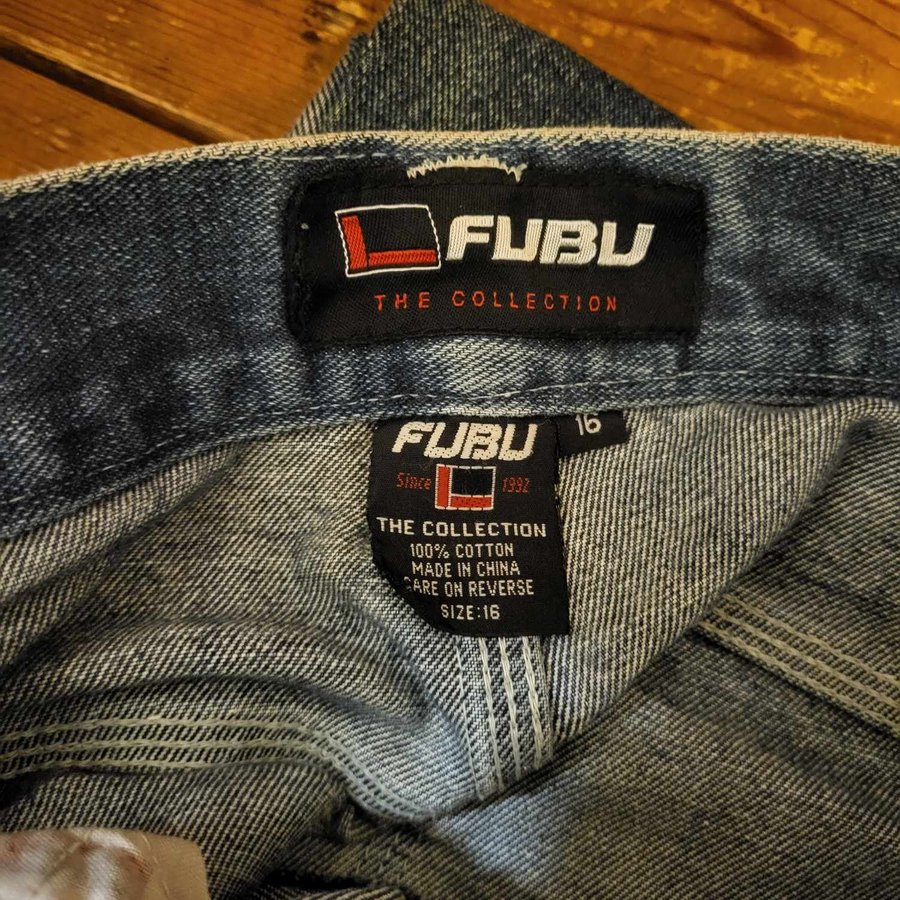 FUBU
THE COLLECTION
16
FUBU
Since 1992
THE COLLECTION
100% COTTON
MADE IN CHINA
CARE ON REVERSE
SIZE:16